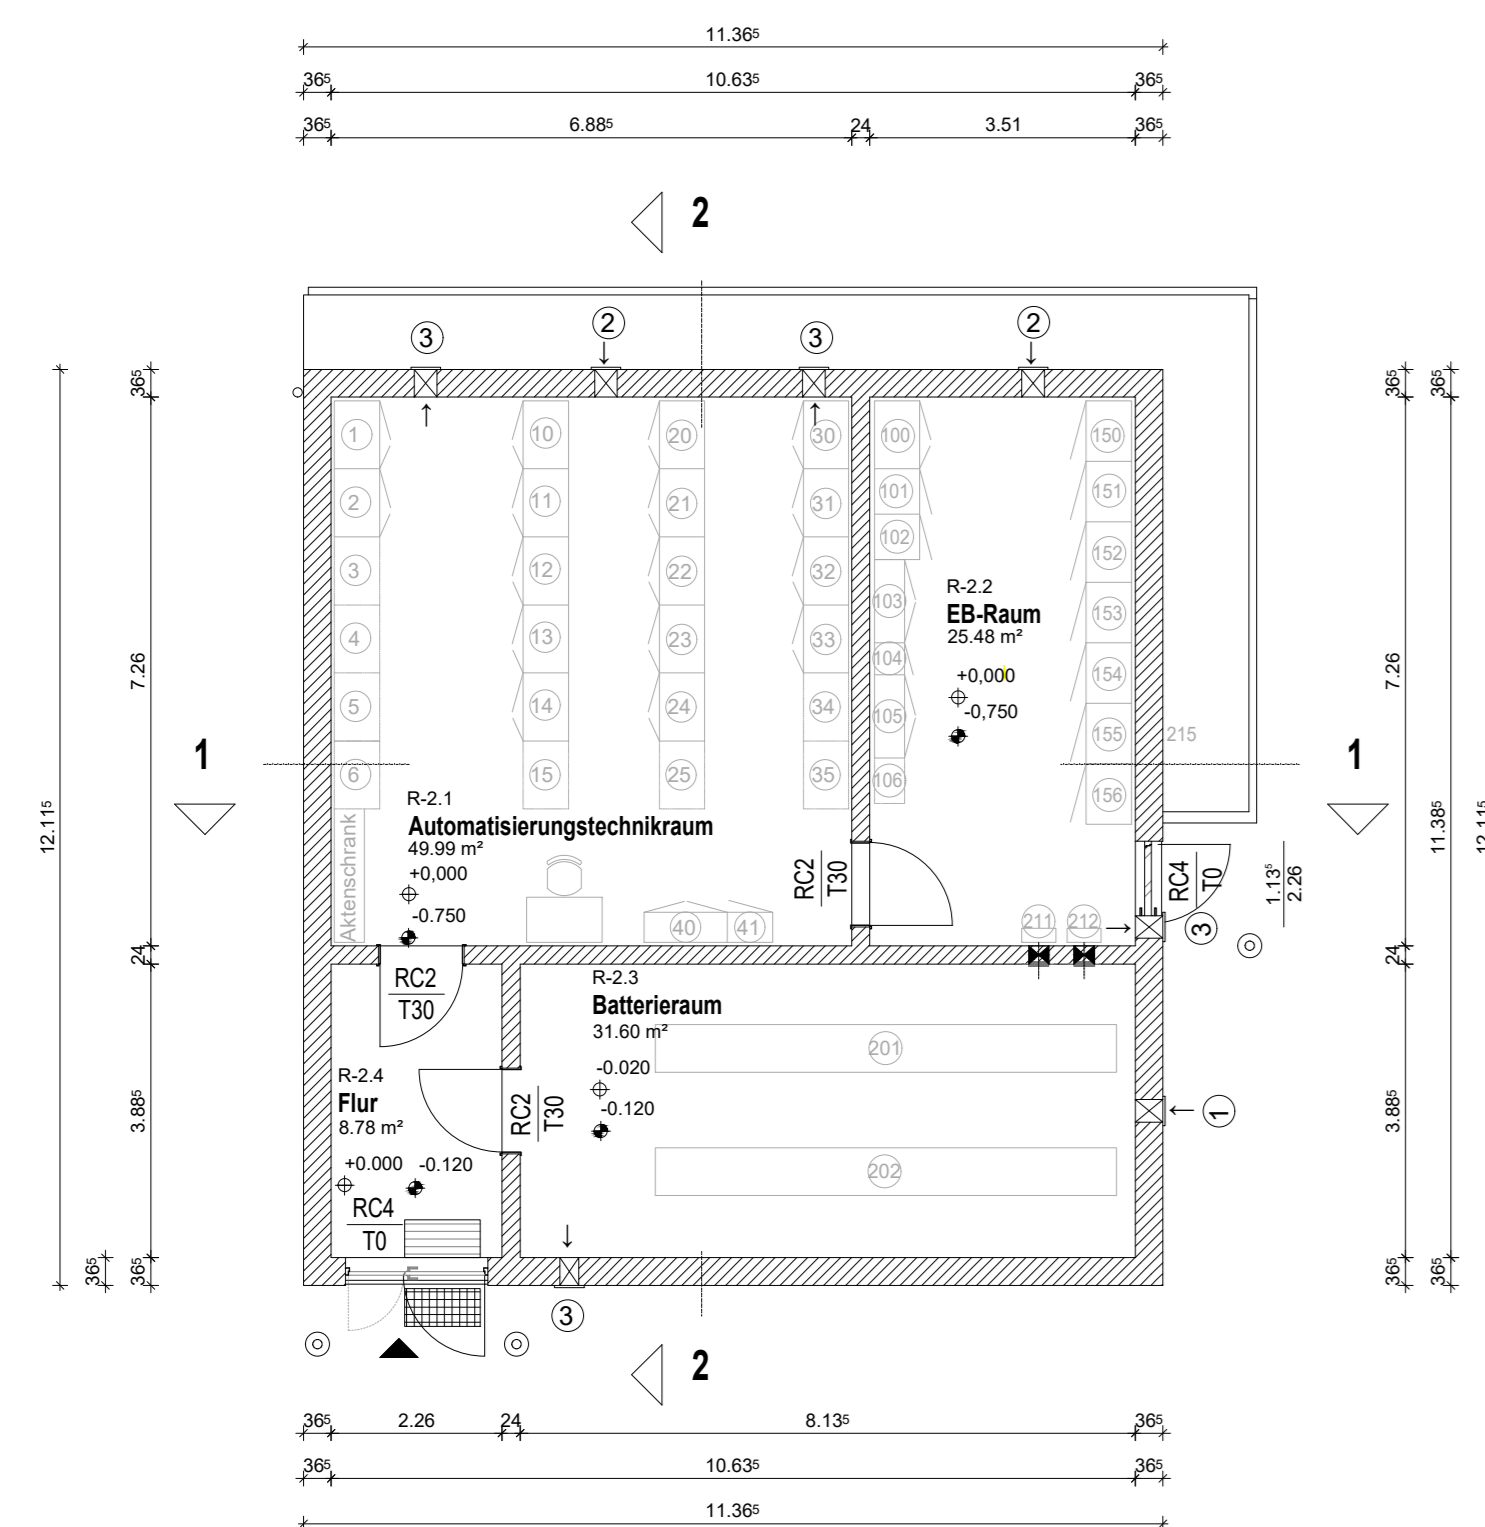 11.36⁵
36⁵ 10.63⁵ 36⁵
36⁵ 6.88⁵ 24 3.51 36⁵
2
3 2 3 2
36⁵ 36⁵ 36⁵
1 10 20 30 100 150
2 11 21 31 101 151
3 12 22 32 102 152
4 13 23 33 103 153
5 14 24 34 104 154
6 15 25 35 105 155
106 156
215
R-2.2
EB-Raum
25.48 m²
+0,000
-0,750
7.26
7.26
1
1
12.11⁵
11.38⁵
12.11⁵
R-2.1
Automatisierungstechnikraum
49.99 m²
+0,000
-0.750
Aktenschrank
40 41
RC2
T30
211 212
RC4
T0
3
1.13⁵
2.26
24
24
RC2
T30
R-2.3
Batterieraum
31.60 m²
-0.020
-0.120
201
202
RC2
T30
1
R-2.4
Flur
8.78 m²
+0.000 -0.120
RC4
T0
3.88⁵
3.88⁵
36⁵ 36⁵ 36⁵ 36⁵
3
2
36⁵ 2.26 24 8.13⁵ 36⁵
36⁵ 10.63⁵ 36⁵
11.36⁵